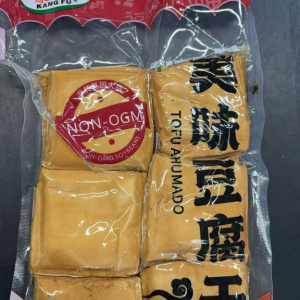 KANG FU
NON-OGM
NON-GMO SOYBEANS
美味豆腐干
TOFU AHUMADO